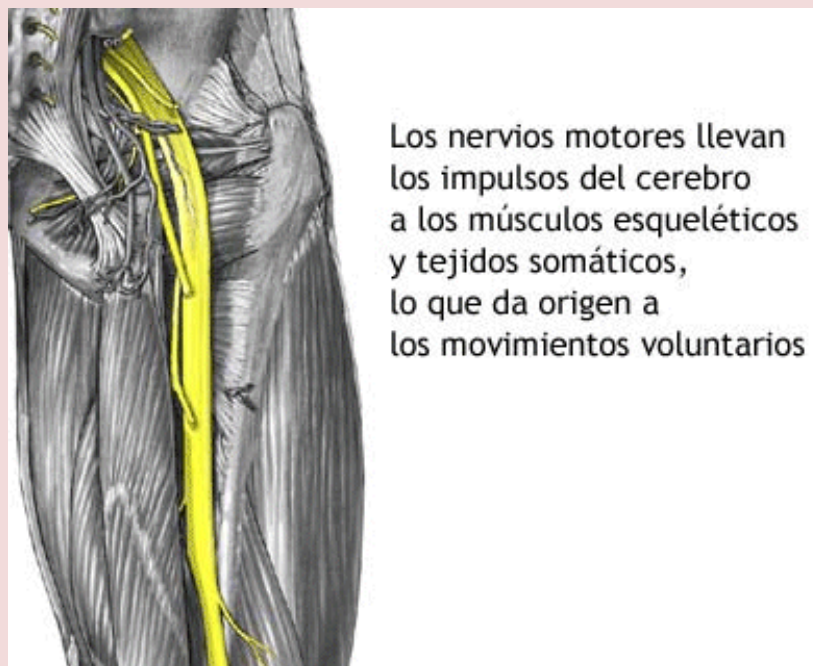 Los nervios motores llevan
los impulsos del cerebro
a los músculos esqueléticos
y tejidos somáticos,
lo que da origen a
los movimientos voluntarios